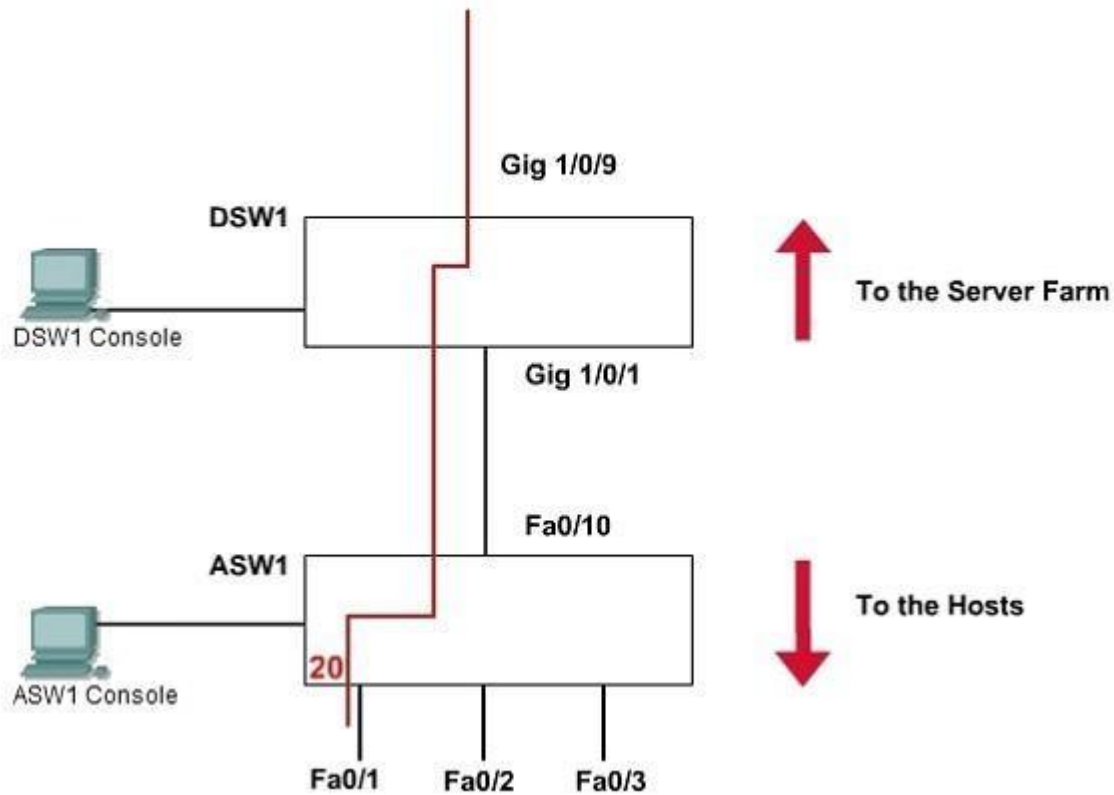 Gig 1/0/9
DSW1
DSW1 Console
To the Server Farm
Gig 1/0/1
Fa0/10
ASW1
ASW1 Console
To the Hosts
20
Fa0/1
Fa0/2
Fa0/3